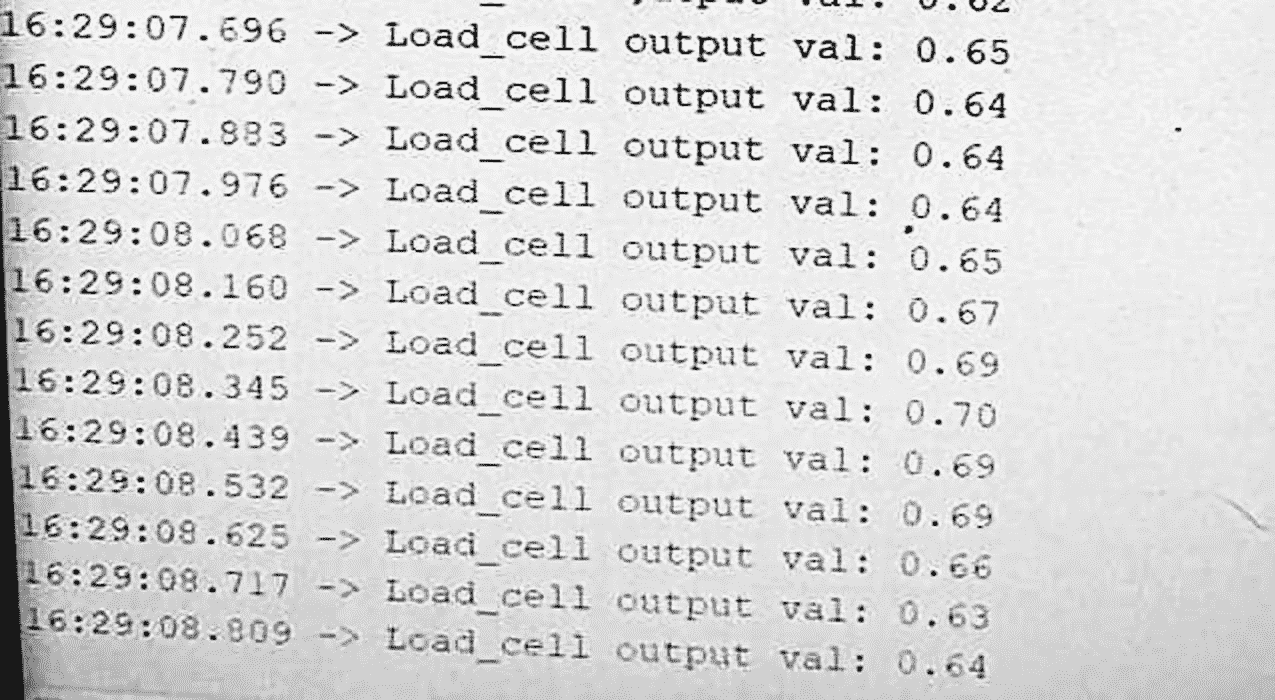 output val: 0.62
16:29:07.696 -> Load_cell output val: 0.65
16:29:07.790 -> Load_cell output val: 0.64
16:29:07.883 -> Load_cell output val: 0.64
16:29:07.976 -> Load_cell output val: 0.64
16:29:08.068 -> Load_cell output val: 0.65
16:29:08.160 -> Load_cell output val: 0.67
16:29:08.252 -> Load_cell output val: 0.69
16:29:08.345 -> Load_cell output val: 0.70
16:29:08.439 -> Load_cell output val: 0.69
16:29:08.532 -> Load_cell output val: 0.69
16:29:08.625 -> Load_cell output val: 0.66
16:29:08.717 -> Load_cell output val: 0.63
16:29:08.809 -> Load_cell output val: 0.64